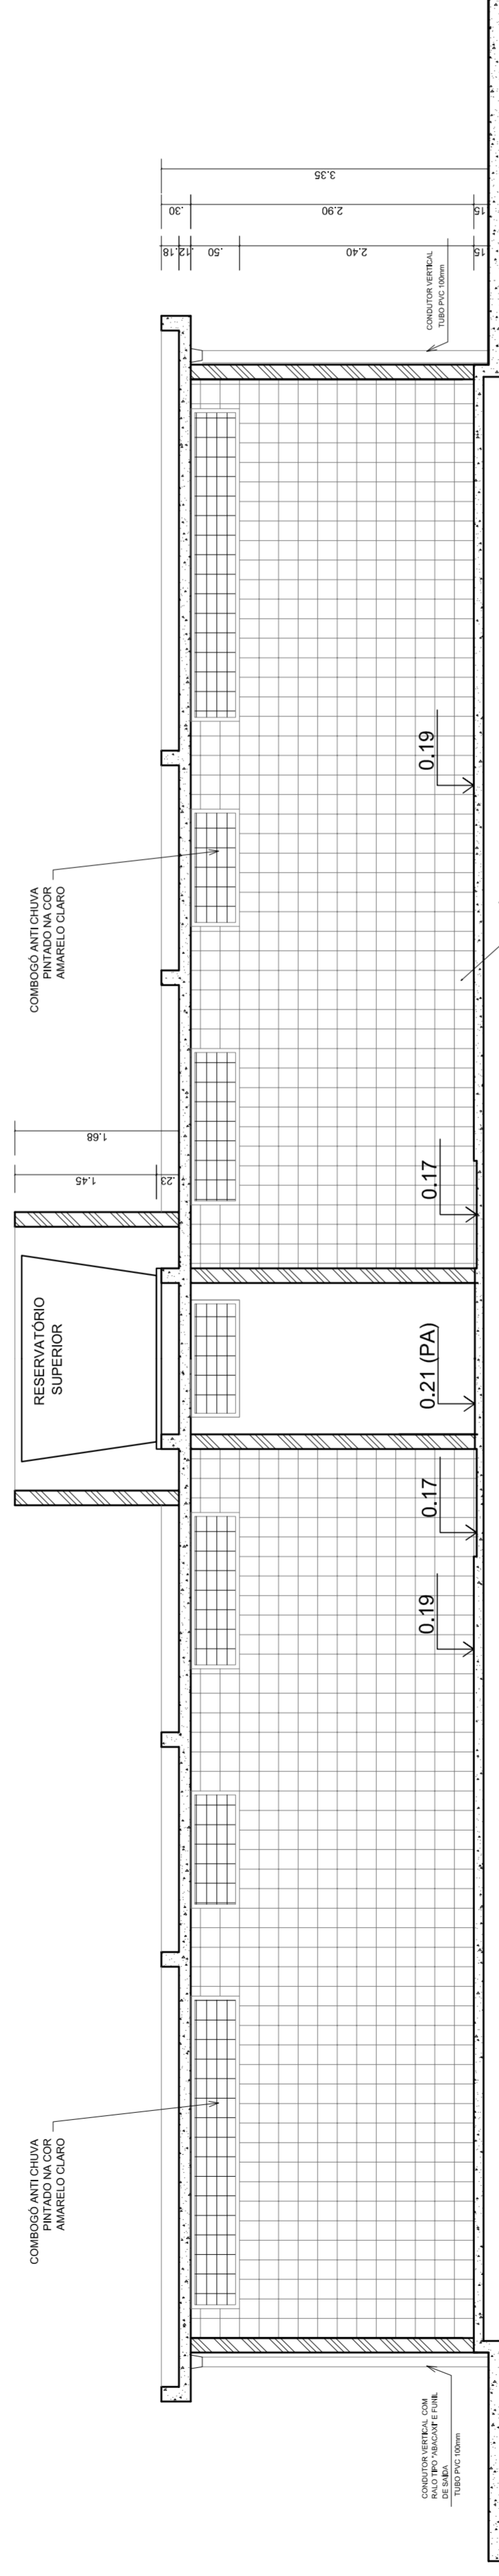 3.35
.30
2.90
15
.18
.12
.50
2.40
15
CONDUTOR VERTICAL
TUBO PVC 100mm
0.19
COMBOGÓ ANTI CHUVA
PINTADO NA COR
AMARELO CLARO
1.68
1.45
.23
0.17
RESERVATÓRIO
SUPERIOR
0.21 (PA)
0.17
0.19
COMBOGÓ ANTI CHUVA
PINTADO NA COR
AMARELO CLARO
CONDUTOR VERTICAL COM
RALO TIPO "ABACAXI" E FUNIL
DE SAÍDA
TUBO PVC 100mm